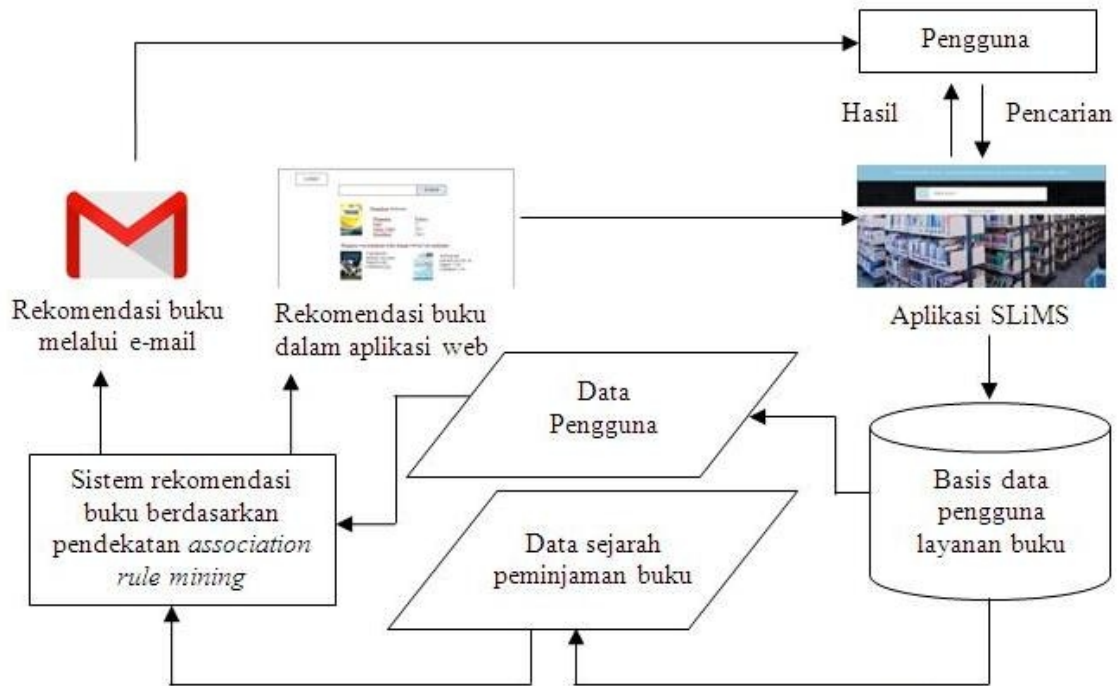 Pengguna
Hasil
Pencarian
Rekomendasi buku
melalui e-mail
Rekomendasi buku
dalam aplikasi web
Aplikasi SLiMS
Data
Pengguna
Sistem rekomendasi
buku berdasarkan
pendekatan association
rule mining
Data sejarah
peminjaman buku
Basis data
pengguna
layanan buku